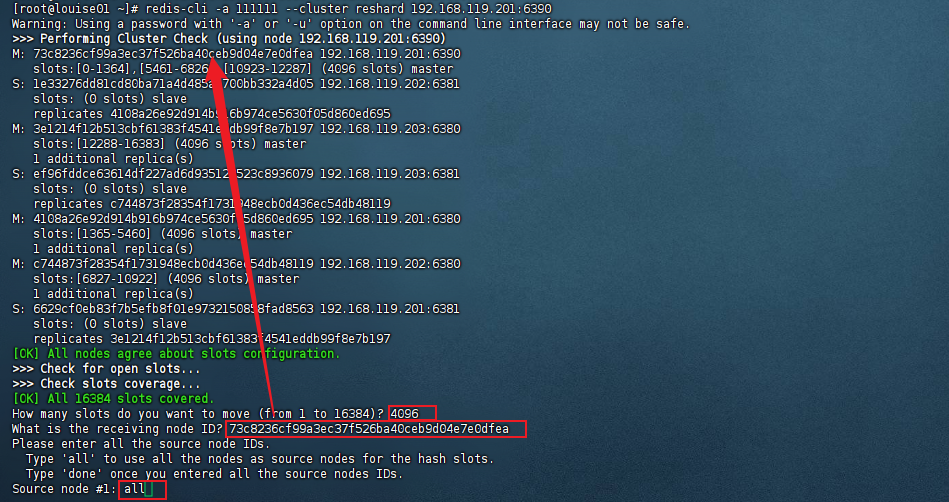 [root@louise01 ~]# redis-cli -a 111111 --cluster reshard 192.168.119.201:6390
Warning: Using a password with '-a' or '-u' option on the command line interface may not be safe.
>>> Performing Cluster Check (using node 192.168.119.201:6390)
M: 73c8236cf99a3ec37f526ba40ceb9d04e7e0dfea 192.168.119.201:6390
slots:[0-1364],[5461-6826],[10923-12287] (4096 slots) master
S: 192.168.119.202:6381
slots: (0 slots) slave
replicates 4108a26e92d914b916b974ce5630f05d860ed695
M: 192.168.119.203:6380
slots:[12288-16383] (4096 slots) master
1 additional replica(s)
S: 192.168.119.203:6381
slots: (0 slots) slave
replicates c744873f28354f1731948ecb0d436ec54db48119
M: 4108a26e92d914b916b974ce5630f05d860ed695 192.168.119.201:6380
slots:[1365-5460] (4096 slots) master
1 additional replica(s)
M: c744873f28354f1731948ecb0d436ec54db48119 192.168.119.202:6380
slots:[6827-10922] (4096 slots) master
1 additional replica(s)
S: 192.168.119.201:6381
slots: (0 slots) slave
replicates
[OK] All nodes agree about slots configuration.
>>> Check for open slots...
>>> Check slots coverage...
[OK] All 16384 slots covered.
How many slots do you want to move (from 1 to 16384)? 4096
What is the receiving node ID? 73c8236cf99a3ec37f526ba40ceb9d04e7e0dfea
Please enter all the source node IDs.
Type 'all' to use all the nodes as source nodes for the hash slots.
Type 'done' once you entered all the source nodes IDs.
Source node #1: all